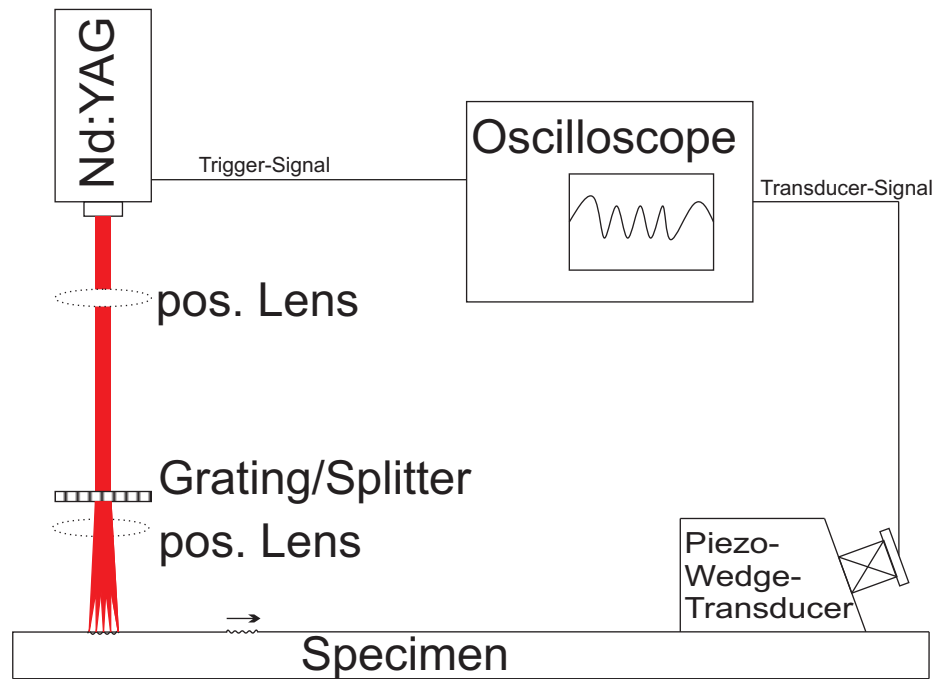 Nd:YAG
Oscilloscope
Trigger-Signal
Transducer-Signal
pos. Lens
Grating/Splitter
pos. Lens
Piezo-
Wedge-
Transducer
Specimen